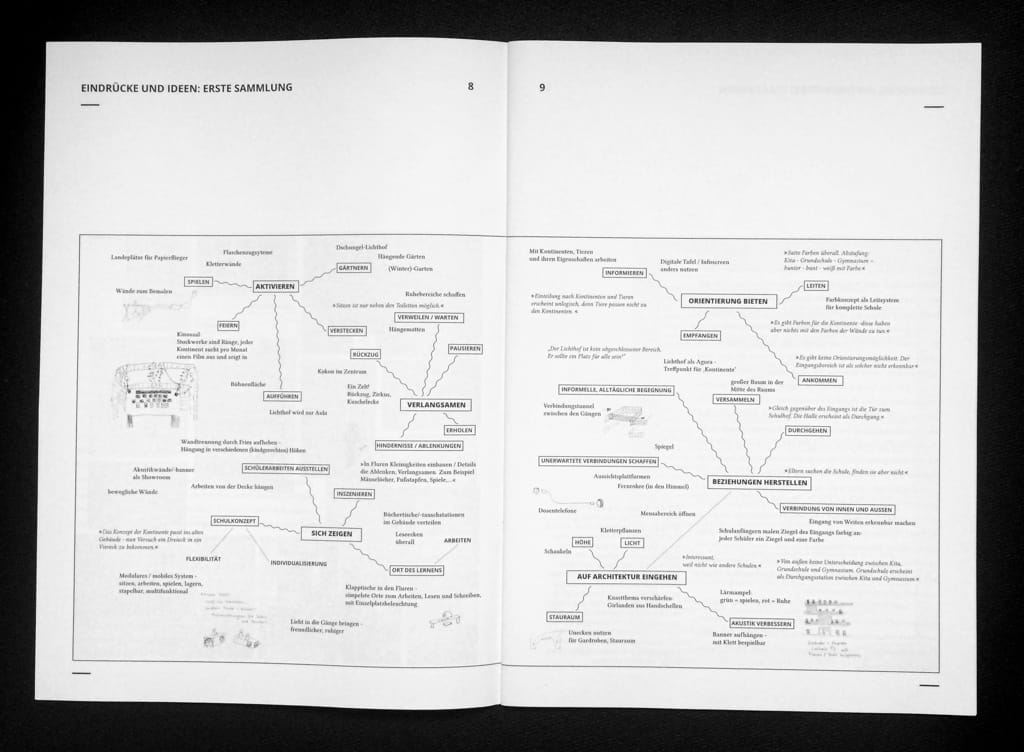 EINDRÜCKE UND IDEEN: ERSTE SAMMLUNG
8
Landeplätze für Papierflieger
Flaschenzugsysteme
Kletterwände
SPIELEN
AKTIVIEREN
Wände zum Bemalen
FEIERN
Kinosaal:
Stockwerke sind Ränge, jeder
Kontinent sucht pro Monat
einen Film aus und zeigt in
Bühnenfläche
AUFFÜHREN
Lichthof wird zur Aula
Dschungel-Lichthof
Hängende Gärten
GÄRTNERN
(Winter)-Garten
Ruhebereiche schaffen
»Sitzen ist nur neben den Toiletten möglich.«
VERWEILEN / WARTEN
VERSTECKEN
Hängematten
RÜCKZUG
PAUSIEREN
Kokon im Zentrum
Ein Zelt!
Rückzug, Zirkus,
Kuschelecke
VERLANGSAMEN
ERHOLEN
HINDERNISSE / ABLENKUNGEN
»In Fluren Kleinigkeiten einbauen / Details
die Ablenken, Verlangsamen. Zum Beispiel
Mäuselöcher, Fußstapfen, Spiele,...«
Wandtrennung durch Fries aufheben -
Hängung in verschiedenen (kindgerechten) Höhen
Akustikwände/-banner
als Showroom
SCHÜLERARBEITEN AUSSTELLEN
Arbeiten von der Decke hängen
bewegliche Wände
INSZENIEREN
SCHULKONZEPT
SICH ZEIGEN
Büchertische/-tauschstationen
im Gebäude verteilen
Leseecken
überall
ARBEITEN
»Das Konzept der Kontinente passt ins alten
Gebäude - nun Versuch ein Dreieck in ein
Viereck zu bekommen.«
FLEXIBILITÄT
INDIVIDUALISIERUNG
ORT DES LERNENS
Modulares / mobiles System -
sitzen, arbeiten, spielen, lagern,
stapelbar, multifunktional
Klapptische in den Fluren -
simpelste Orte zum Arbeiten, Lesen und Schreiben,
mit Einzelplatzbeleuchtung
Licht in die Gänge bringen -
freundlicher, ruhiger
9
Mit Kontinenten, Tieren
und ihren Eigenschaften arbeiten
INFORMIEREN
Digitale Tafel / Infoscreen
anders nutzen
»Satte Farben überall. Abstufung:
Kita - Grundschule - Gymnasium =
bunter - bunt - weiß mit Farbe«
LEITEN
ORIENTIERUNG BIETEN
Farbkonzept als Leitsystem
für komplette Schule
»Einteilung nach Kontinenten und Tieren
erscheint unlogisch, denn Tiere passen nicht zu
den Kontinenten. «
EMPFANGEN
»Es gibt Farben für die Kontinente -diese haben
aber nichts mit den Farben der Wände zu tun«
„Der Lichthof ist kein abgeschlossener Bereich.
Er sollte ein Platz für alle sein!"
Lichthof als Agora -
Treffpunkt für ‚Kontinente'
»Es gibt keine Orientierungsmöglichkeit. Der
Eingangsbereich ist als solcher nicht erkennbar«
ANKOMMEN
INFORMELLE, ALLTÄGLICHE BEGEGNUNG
großer Baum in der
Mitte des Raums
VERSAMMELN
Verbindungstunnel
zwischen den Gängen
»Gleich gegenüber des Eingangs ist die Tür zum
Schulhof. Die Halle erscheint als Durchgang«
DURCHGEHEN
Spiegel
UNERWARTETE VERBINDUNGEN SCHAFFEN
Aussichtsplattformen
Fernrohre (in den Himmel)
»Eltern suchen die Schule, finden sie aber nicht«
BEZIEHUNGEN HERSTELLEN
Dosentelefone
Mensabereich öffnen
VERBINDUNG VON INNEN UND AUSSEN
Eingang von Weiten erkennbar machen
Kletterpflanzen
Schulanfängern malen Ziegel des Eingangs farbig an-
jeder Schüler ein Ziegel und eine Farbe
HÖHE
LICHT
Schaukeln
»Interessant,
weil nicht wie andere Schulen.«
»Von außen keine Unterscheidung zwischen Kita,
Grundschule und Gymnasium. Grundschule erscheint
als Durchgangsstation zwischen Kita und Gymnasium«
AUF ARCHITEKTUR EINGEHEN
Kunstthema verschärfen:
Girlanden aus Handschellen
Lärmampel:
grün = spielen, rot = Ruhe
STAURAUM
AKUSTIK VERBESSERN
Unecken nutzen
für Gardroben, Stauraum
Banner aufhängen -
mit Klett bespielbar